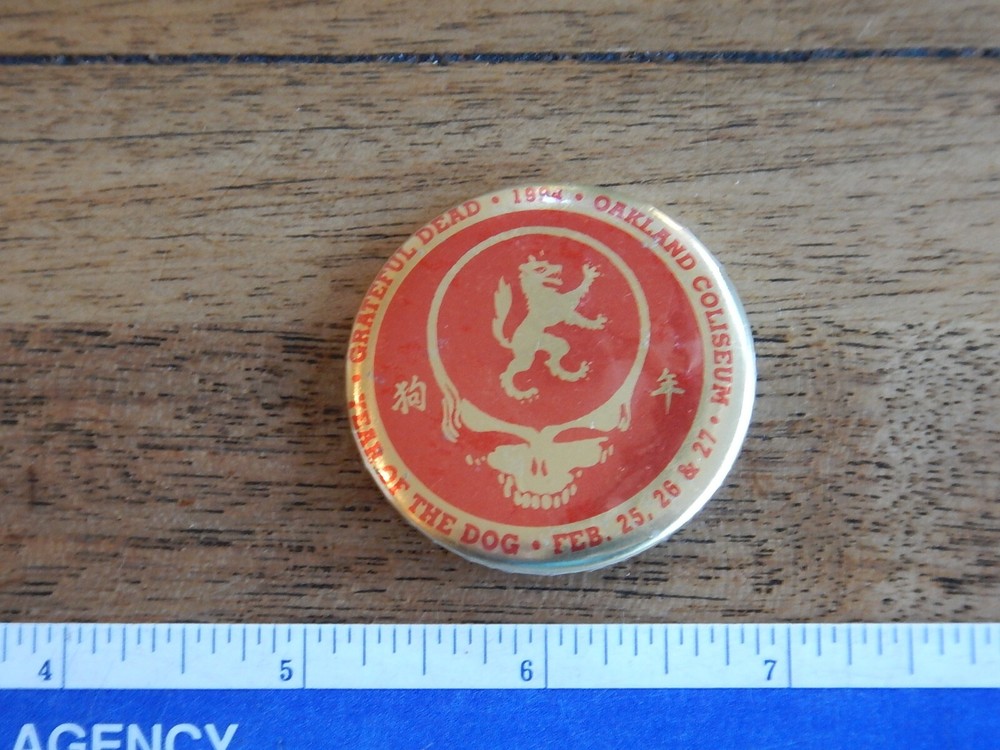 GRATEFUL DEAD • 1994 • OAKLAND COLISEUM • FEB. 25, 26 & 27 • YEAR OF THE DOG •
狗 年
4 5 6 7
AGENCY